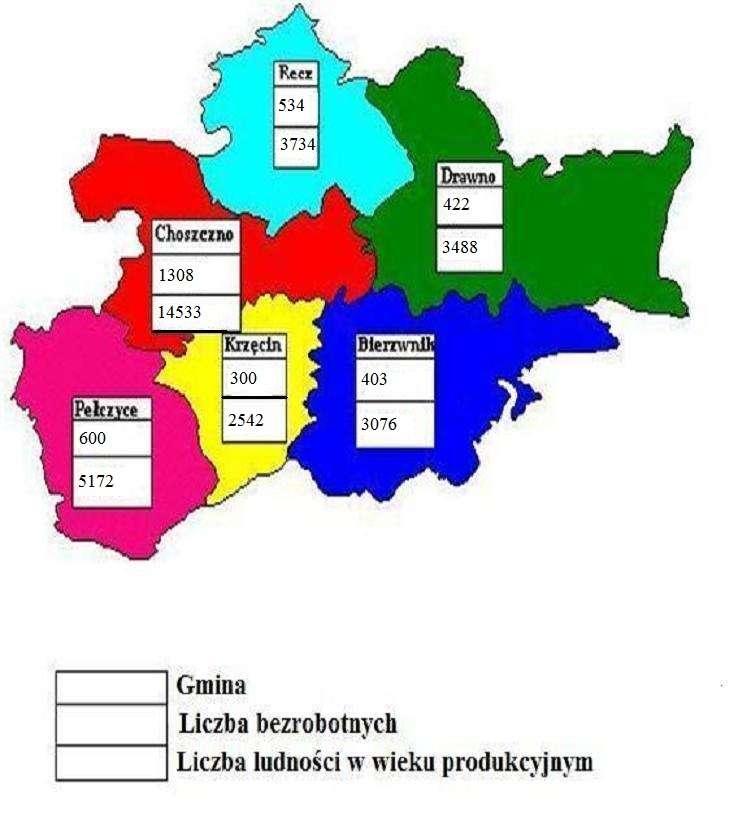 Recz
534
3734
Drawno
422
3488
Choszczno
1308
14533
Krzęcin
300
2542
Bierzwnik
403
3076
Pełczyce
600
5172
Gmina
Liczba bezrobotnych
Liczba ludności w wieku produkcyjnym